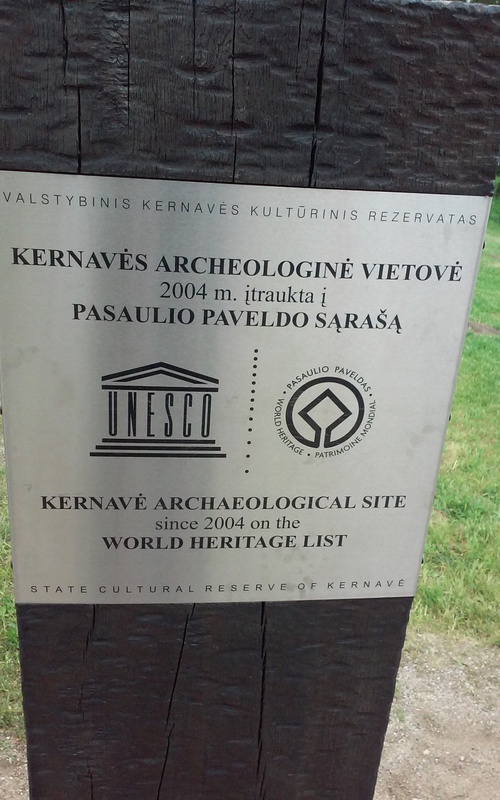 VALSTYBINIS KERNAVĖS KULTŪRINIS REZERVATAS
KERNAVĖS ARCHEOLOGINĖ VIETOVĖ
2004 m. įtraukta į
PASAULIO PAVELDO SĄRAŠĄ
UNESCO
• PASAULIO PAVELDAS •
WORLD HERITAGE • PATRIMOINE MONDIAL
KERNAVĖ ARCHAEOLOGICAL SITE
since 2004 on the
WORLD HERITAGE LIST
STATE CULTURAL RESERVE OF KERNAVĖ